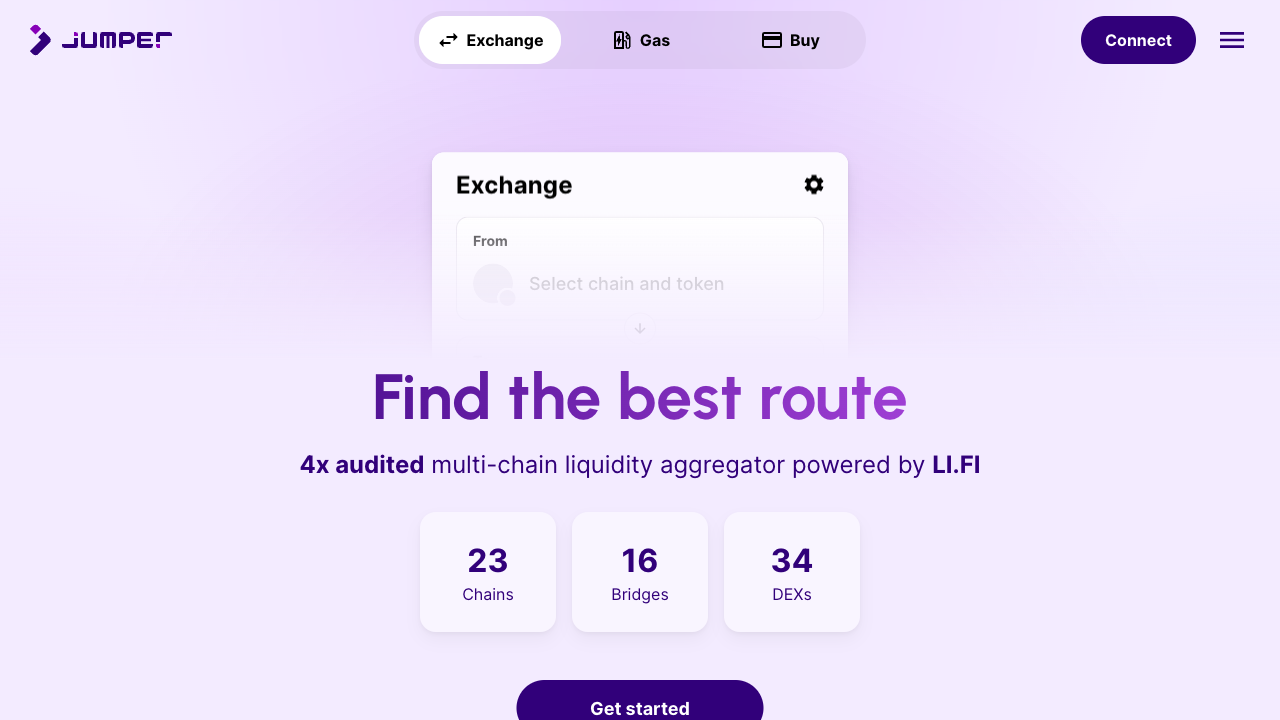 JUMPER
Exchange
Gas
Buy
Connect
Exchange
From
Select chain and token
Find the best route
4x audited multi-chain liquidity aggregator powered by LI.FI
23
Chains
16
Bridges
34
DEXs
Get started